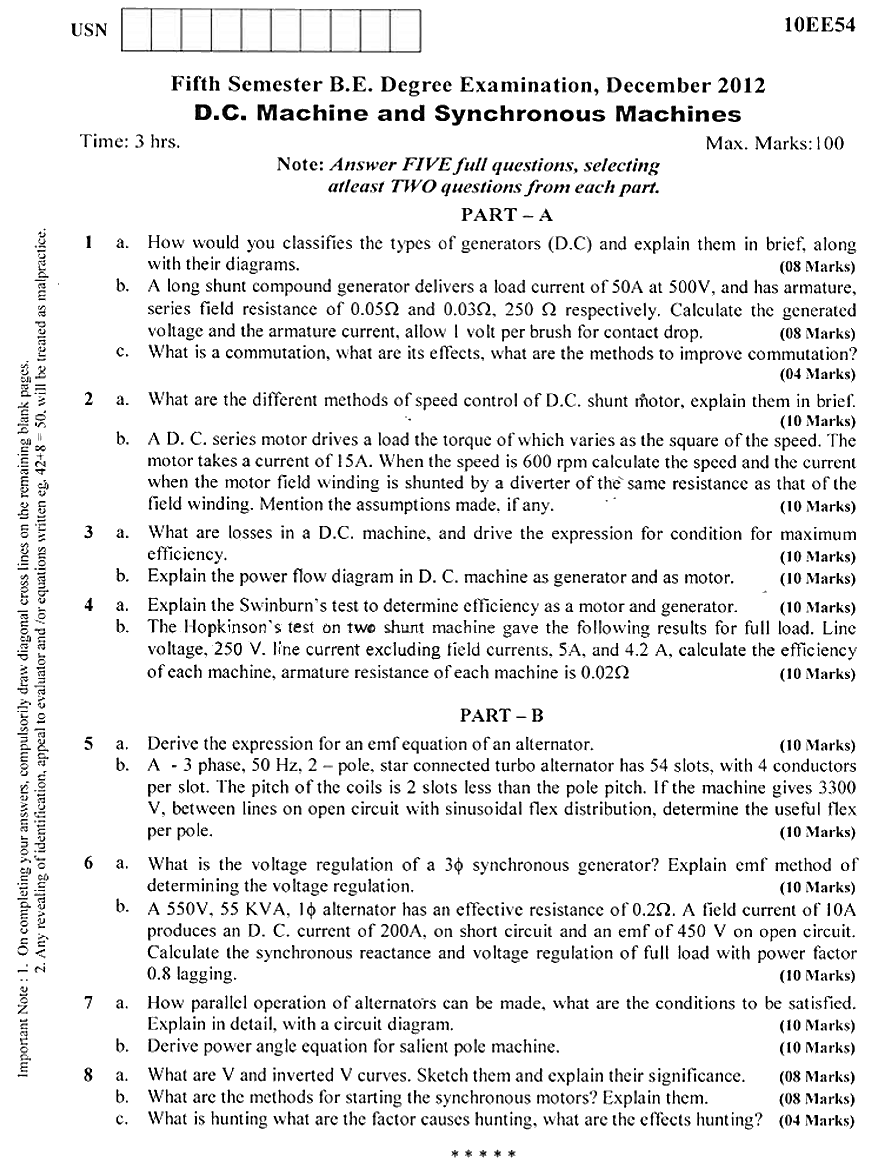 USN
10EE54
Fifth Semester B.E. Degree Examination, December 2012
D.C. Machine and Synchronous Machines
Time: 3 hrs.
Max. Marks:100
Note: Answer FIVE full questions, selecting
atleast TWO questions from each part.
PART – A
1 a. How would you classifies the types of generators (D.C) and explain them in brief, along
with their diagrams. (08 Marks)
b. A long shunt compound generator delivers a load current of 50A at 500V, and has armature,
series field resistance of 0.05Ω and 0.03Ω, 250 Ω respectively. Calculate the generated
voltage and the armature current, allow 1 volt per brush for contact drop. (08 Marks)
c. What is a commutation, what are its effects, what are the methods to improve commutation?
(04 Marks)
2 a. What are the different methods of speed control of D.C. shunt motor, explain them in brief.
(10 Marks)
b. A D. C. series motor drives a load the torque of which varies as the square of the speed. The
motor takes a current of 15A. When the speed is 600 rpm calculate the speed and the current
when the motor field winding is shunted by a diverter of the same resistance as that of the
field winding. Mention the assumptions made, if any. (10 Marks)
3 a. What are losses in a D.C. machine, and drive the expression for condition for maximum
efficiency. (10 Marks)
b. Explain the power flow diagram in D. C. machine as generator and as motor. (10 Marks)
4 a. Explain the Swinburn's test to determine efficiency as a motor and generator. (10 Marks)
b. The Hopkinson's test on two shunt machine gave the following results for full load. Line
voltage, 250 V. line current excluding field currents, 5A, and 4.2 A, calculate the efficiency
of each machine, armature resistance of each machine is 0.02Ω (10 Marks)
PART – B
5 a. Derive the expression for an emf equation of an alternator. (10 Marks)
b. A - 3 phase, 50 Hz, 2 – pole, star connected turbo alternator has 54 slots, with 4 conductors
per slot. The pitch of the coils is 2 slots less than the pole pitch. If the machine gives 3300
V, between lines on open circuit with sinusoidal flex distribution, determine the useful flex
per pole. (10 Marks)
6 a. What is the voltage regulation of a 3ϕ synchronous generator? Explain emf method of
determining the voltage regulation. (10 Marks)
b. A 550V, 55 KVA, 1ϕ alternator has an effective resistance of 0.2Ω. A field current of 10A
produces an D. C. current of 200A, on short circuit and an emf of 450 V on open circuit.
Calculate the synchronous reactance and voltage regulation of full load with power factor
0.8 lagging. (10 Marks)
7 a. How parallel operation of alternators can be made, what are the conditions to be satisfied.
Explain in detail, with a circuit diagram. (10 Marks)
b. Derive power angle equation for salient pole machine. (10 Marks)
8 a. What are V and inverted V curves. Sketch them and explain their significance. (08 Marks)
b. What are the methods for starting the synchronous motors? Explain them. (08 Marks)
c. What is hunting what are the factor causes hunting, what are the effects hunting? (04 Marks)
* * * * *
Important Note : 1. On completing your answers, compulsorily draw diagonal cross lines on the remaining blank pages.
2. Any revealing of identification, appeal to evaluator and /or equations written eg, 42+8 = 50, will be treated as malpractice.